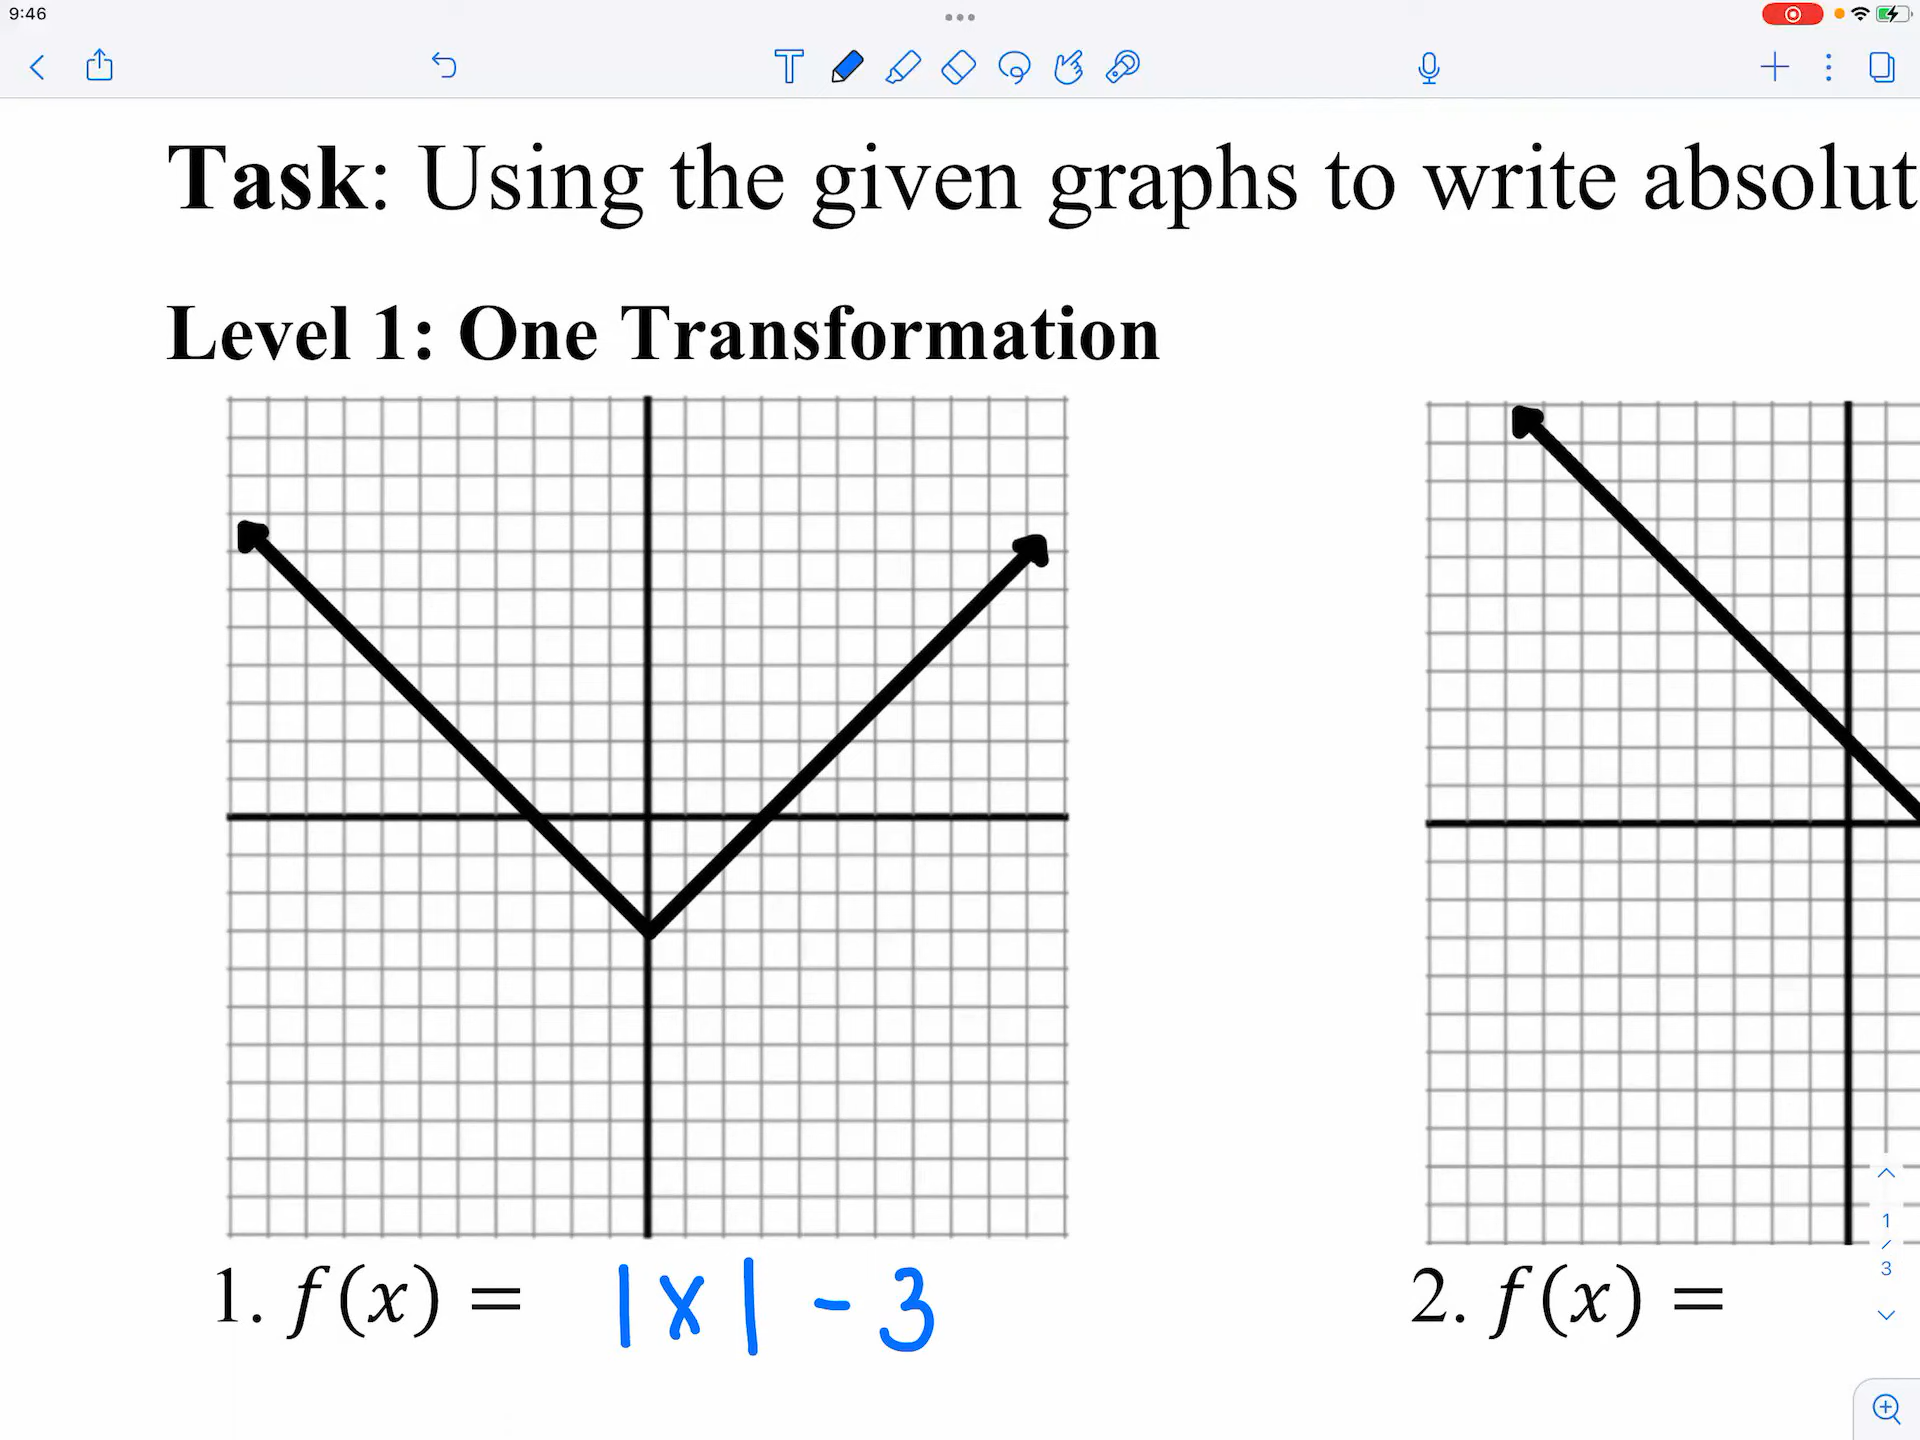 9:46
Task: Using the given graphs to write absolut
Level 1: One Transformation
1. f(x) = |x| - 3
2. f(x) =
1
/
3